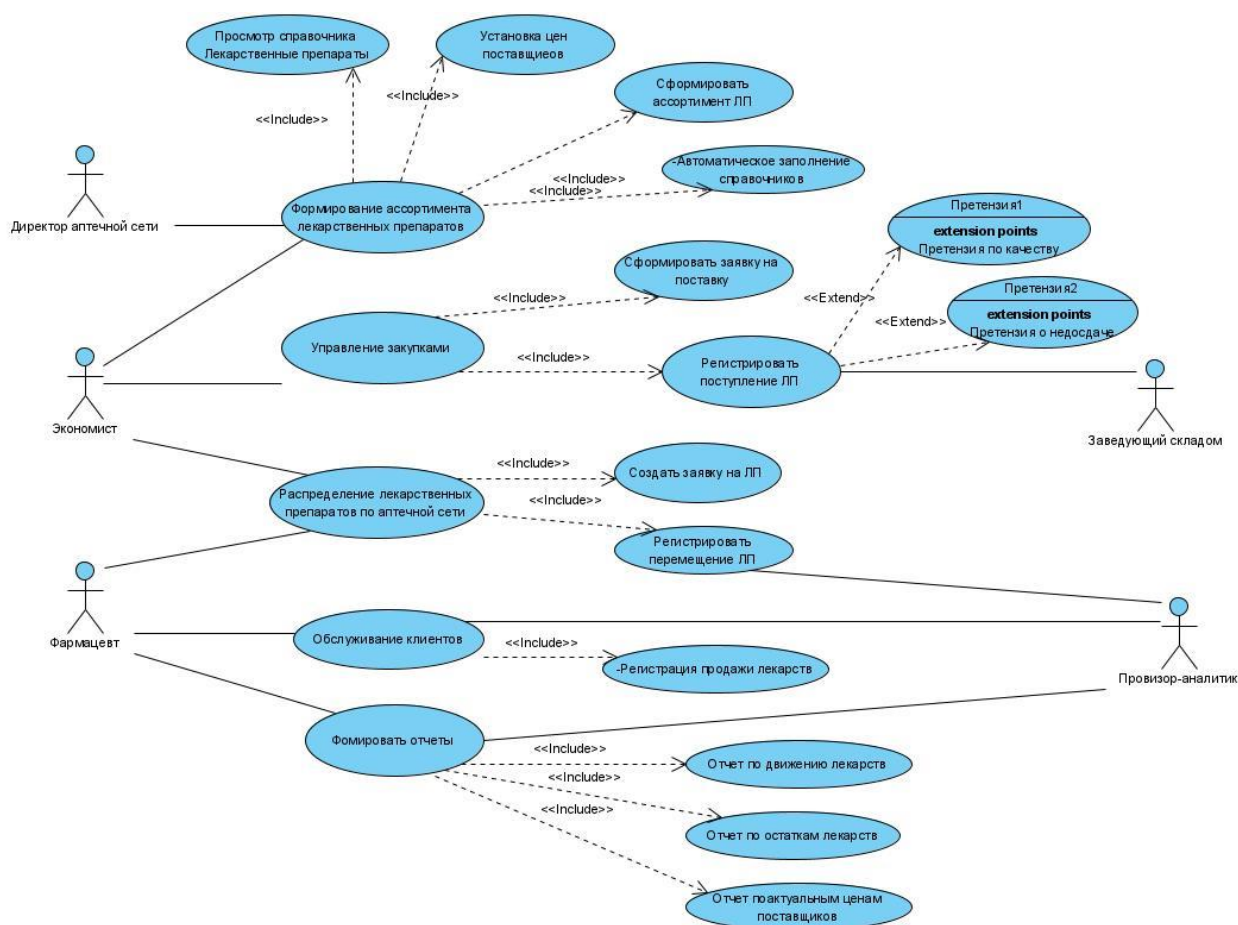 Просмотр справочника
Лекарственные препараты
Установка цен
поставщиеов
<<Include>>
<<Include>>
Сформировать
ассортимент ЛП
-Автоматическое заполнение
справочников
<<Include>>
<<Include>>
Директор аптечной сети
Формирование ассортимента
лекарственных препаратов
Претензия1
extension points
Претензия по качеству
Сформировать заявку на
поставку
<<Include>>
<<Extend>>
Претензия2
extension points
Претензия о недосдаче
<<Extend>>
Управление закупками
<<Include>>
Регистрировать
поступление ЛП
Экономист
Заведующий складом
<<Include>>
Создать заявку на ЛП
Распределение лекарственных
препаратов по аптечной сети
<<Include>>
Регистрировать
перемещение ЛП
Фармацевт
Обслуживание клиентов
<<Include>>
-Регистрация продажи лекарств
Провизор-аналитик
Фомировать отчеты
<<Include>>
Отчет по движению лекарств
<<Include>>
<<Include>>
Отчет по остаткам лекарств
Отчет поактуальным ценам
поставщиков